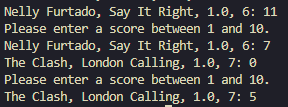 Nelly Furtado, Say It Right, 1.0, 6: 11
Please enter a score between 1 and 10.
Nelly Furtado, Say It Right, 1.0, 6: 7
The Clash, London Calling, 1.0, 7: 0
Please enter a score between 1 and 10.
The Clash, London Calling, 1.0, 7: 5